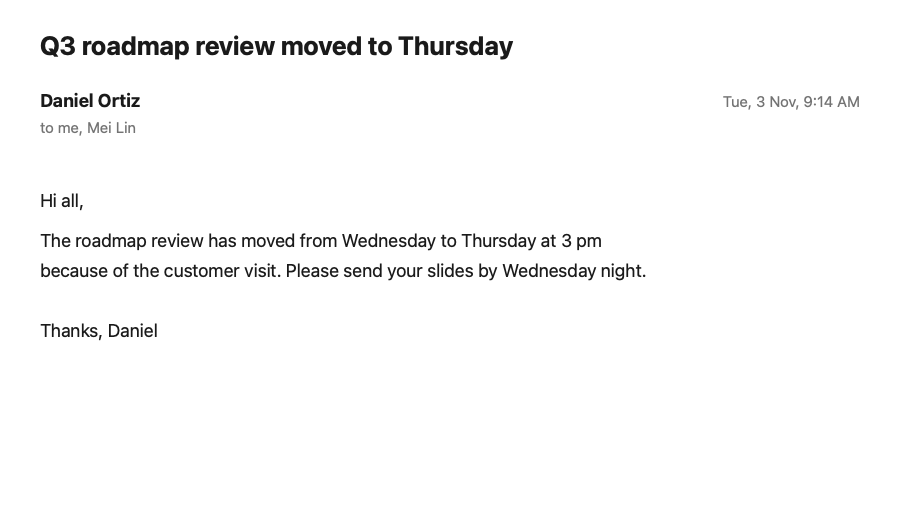 Q3 roadmap review moved to Thursday
Daniel Ortiz
Tue, 3 Nov, 9:14 AM
to me, Mei Lin
Hi all,
The roadmap review has moved from Wednesday to Thursday at 3 pm
because of the customer visit. Please send your slides by Wednesday night.
Thanks, Daniel